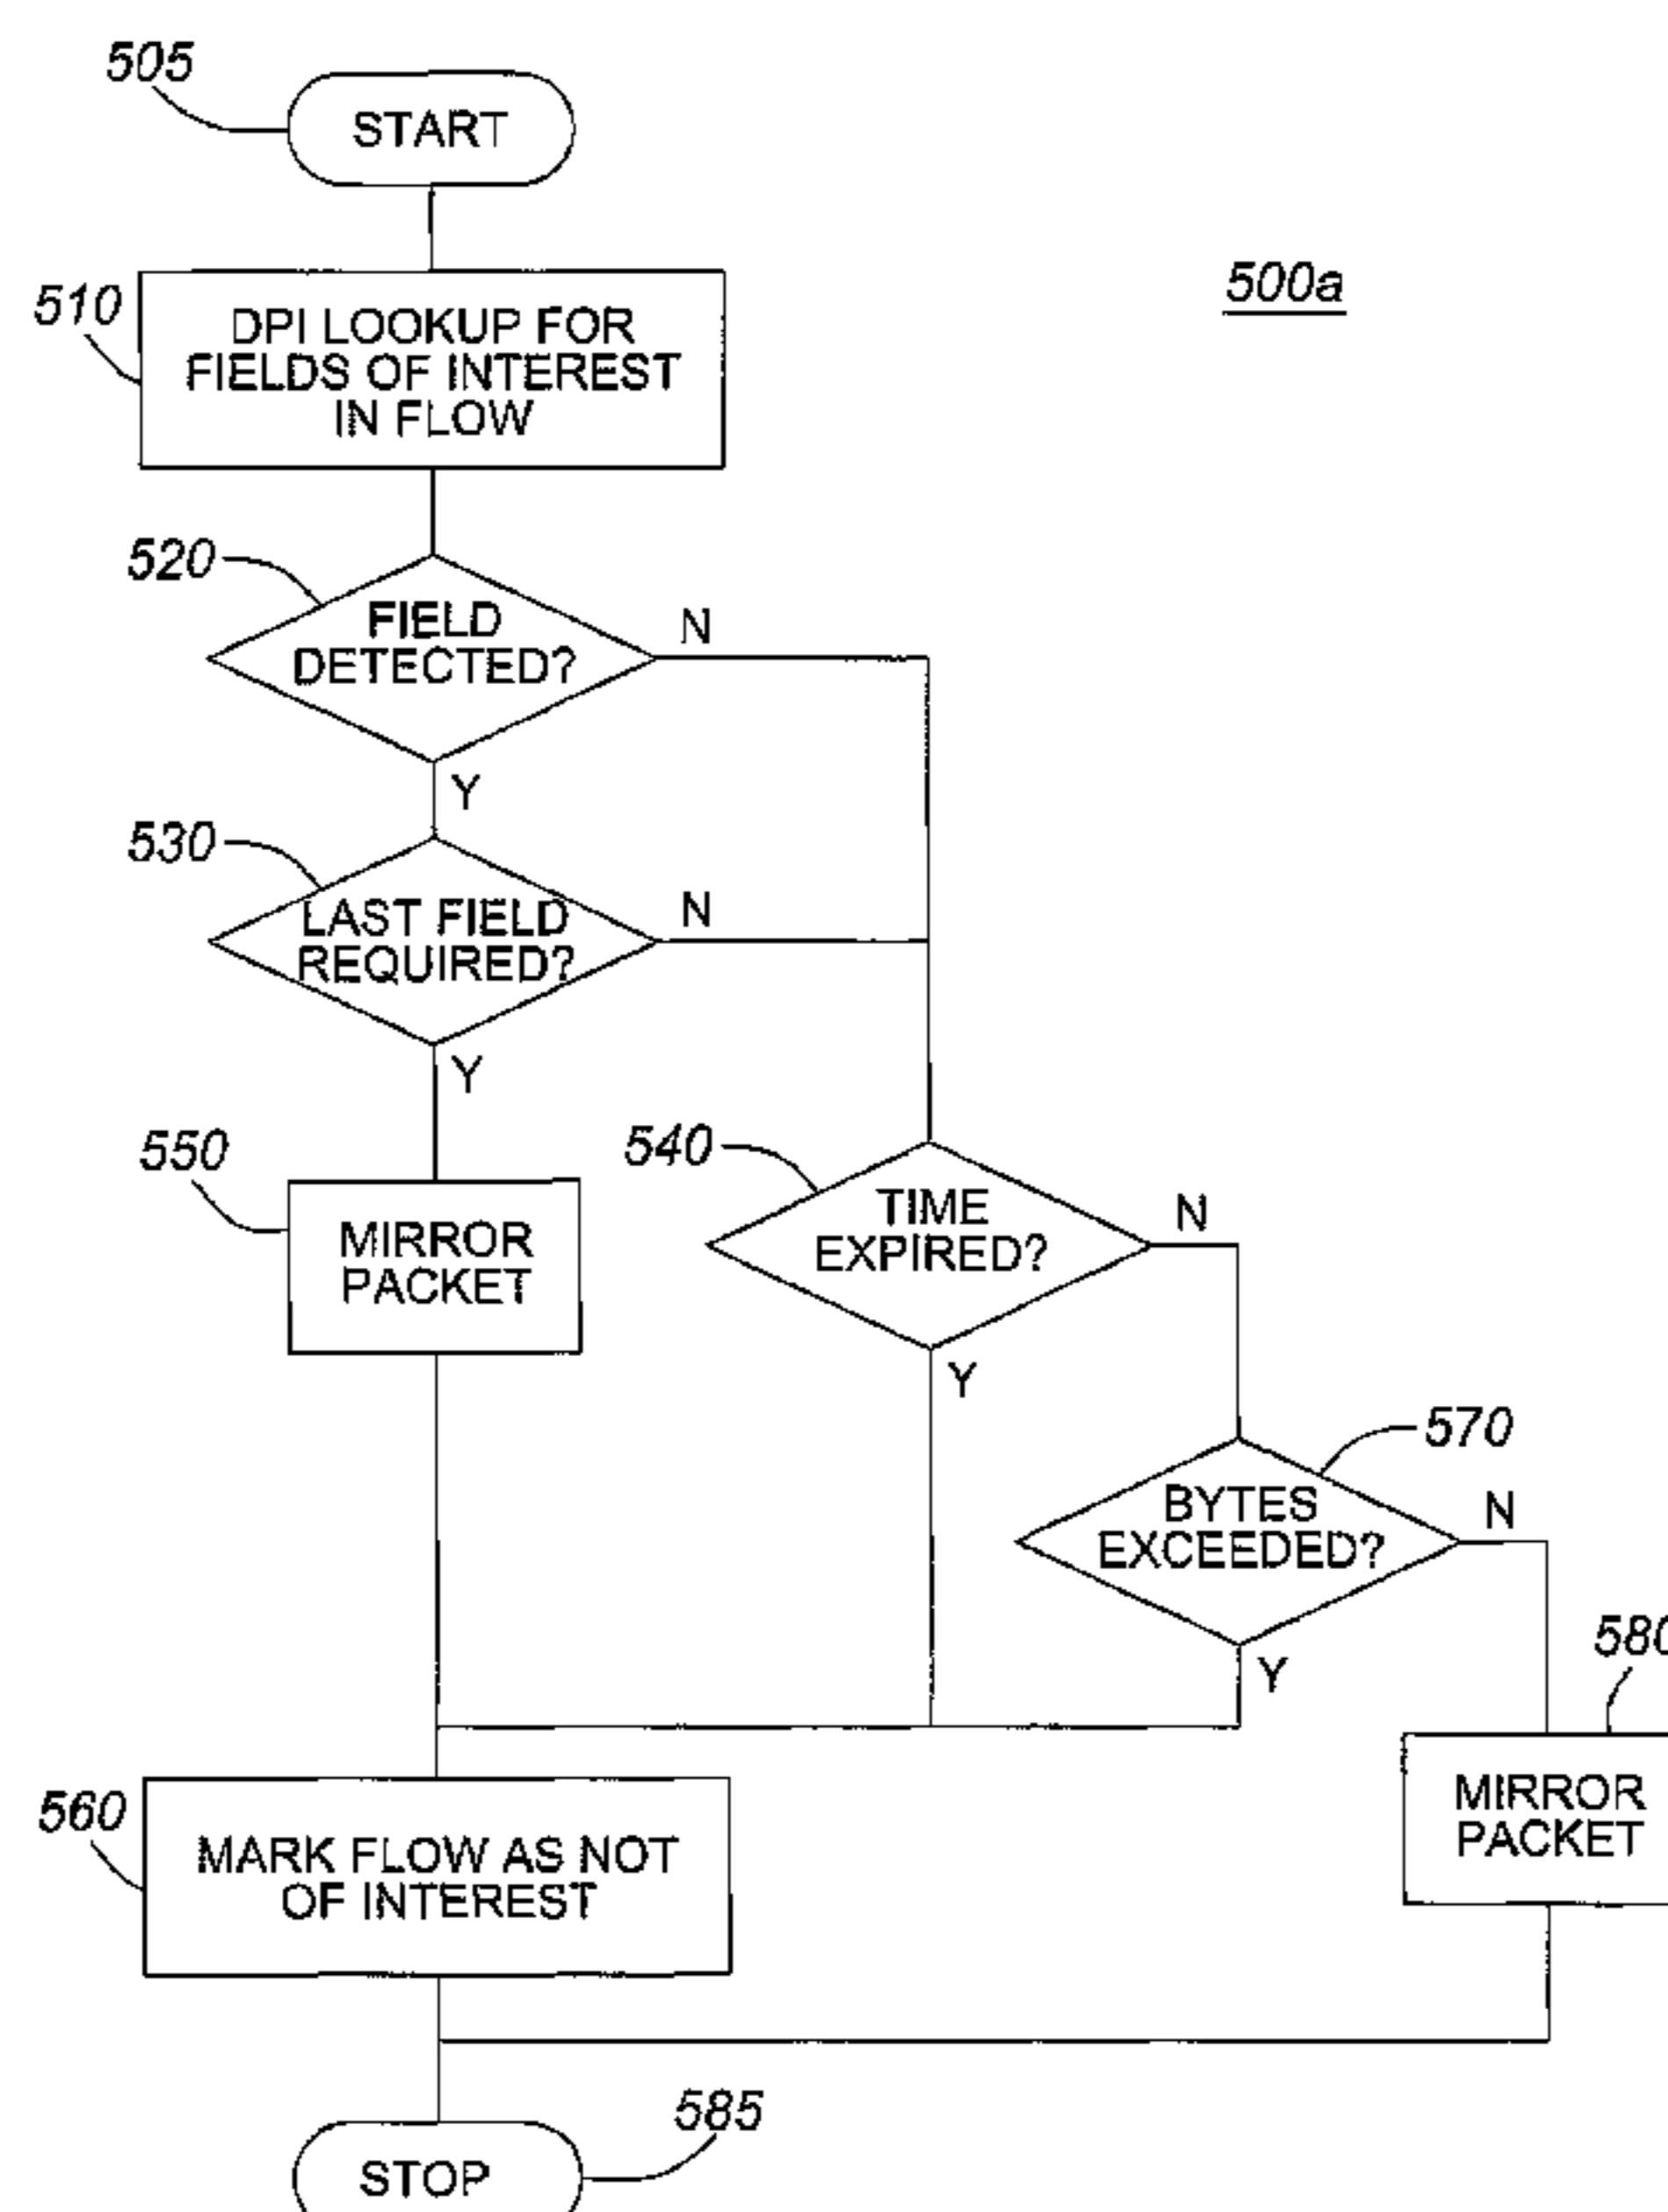 505
START
500a
510
DPI LOOKUP FOR
FIELDS OF INTEREST
IN FLOW
520
FIELD
DETECTED?
N
Y
530
LAST FIELD
REQUIRED?
N
Y
550
MIRROR
PACKET
540
TIME
EXPIRED?
N
Y
570
BYTES
EXCEEDED?
N
Y
580
MIRROR
PACKET
560
MARK FLOW AS NOT
OF INTEREST
585
STOP